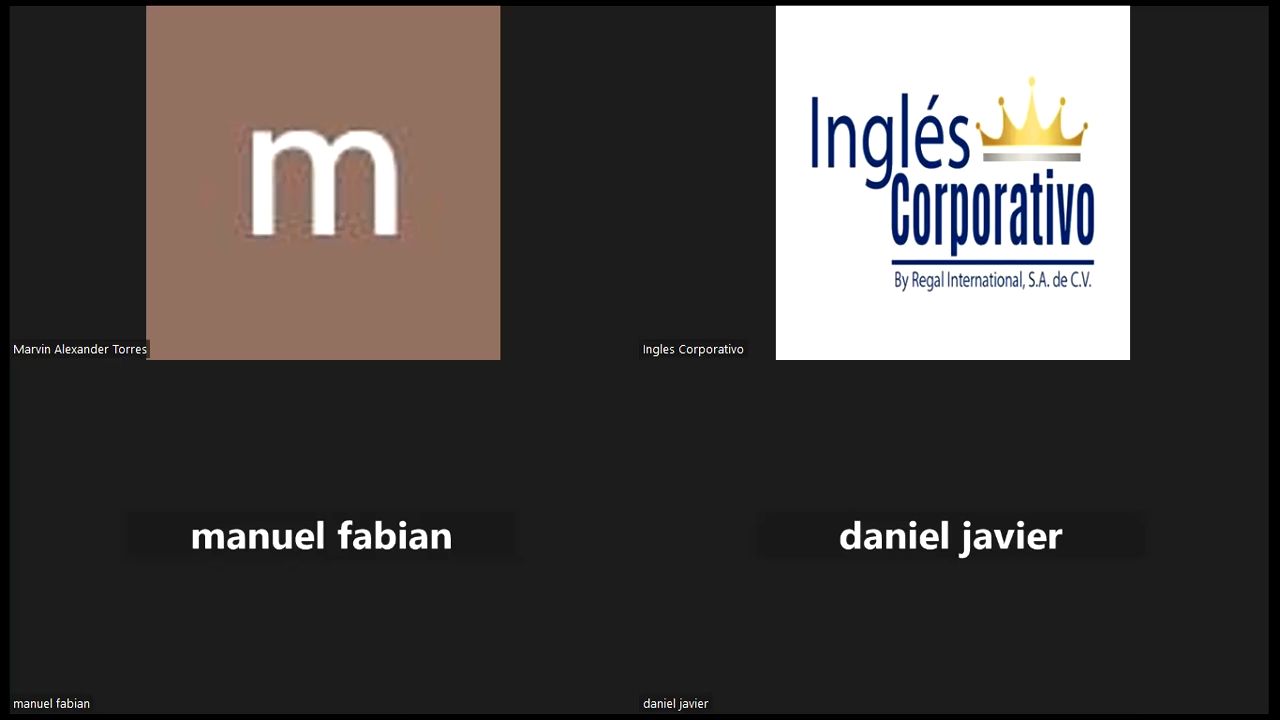 m
Inglés
Corporativo
By Regal International, S.A. de C.V.
Marvin Alexander Torres
Ingles Corporativo
manuel fabian
daniel javier
manuel fabian
daniel javier